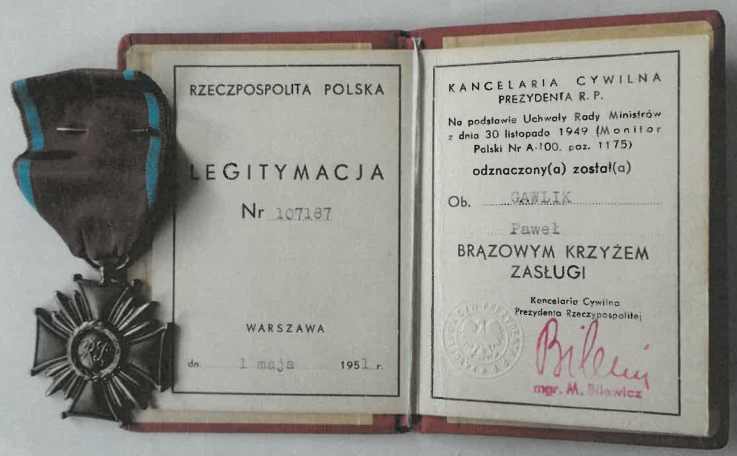 RZECZPOSPOLITA POLSKA
LEGITYMACJA
Nr 107187
WARSZAWA
dn. 1 maja 1951 r.
KANCELARIA CYWILNA
PREZYDENTA R. P.
Na podstawie Uchwały Rady Ministrów
z dnia 30 listopada 1949 (Monitor
Polski Nr A-100, poz. 1175)
odznaczony(a) został(a)
Ob. GAWLIK
Paweł
BRĄZOWYM KRZYŻEM
ZASŁUGI
Kancelaria Cywilna
Prezydenta Rzeczypospolitej
mgr. M. Bilewicz